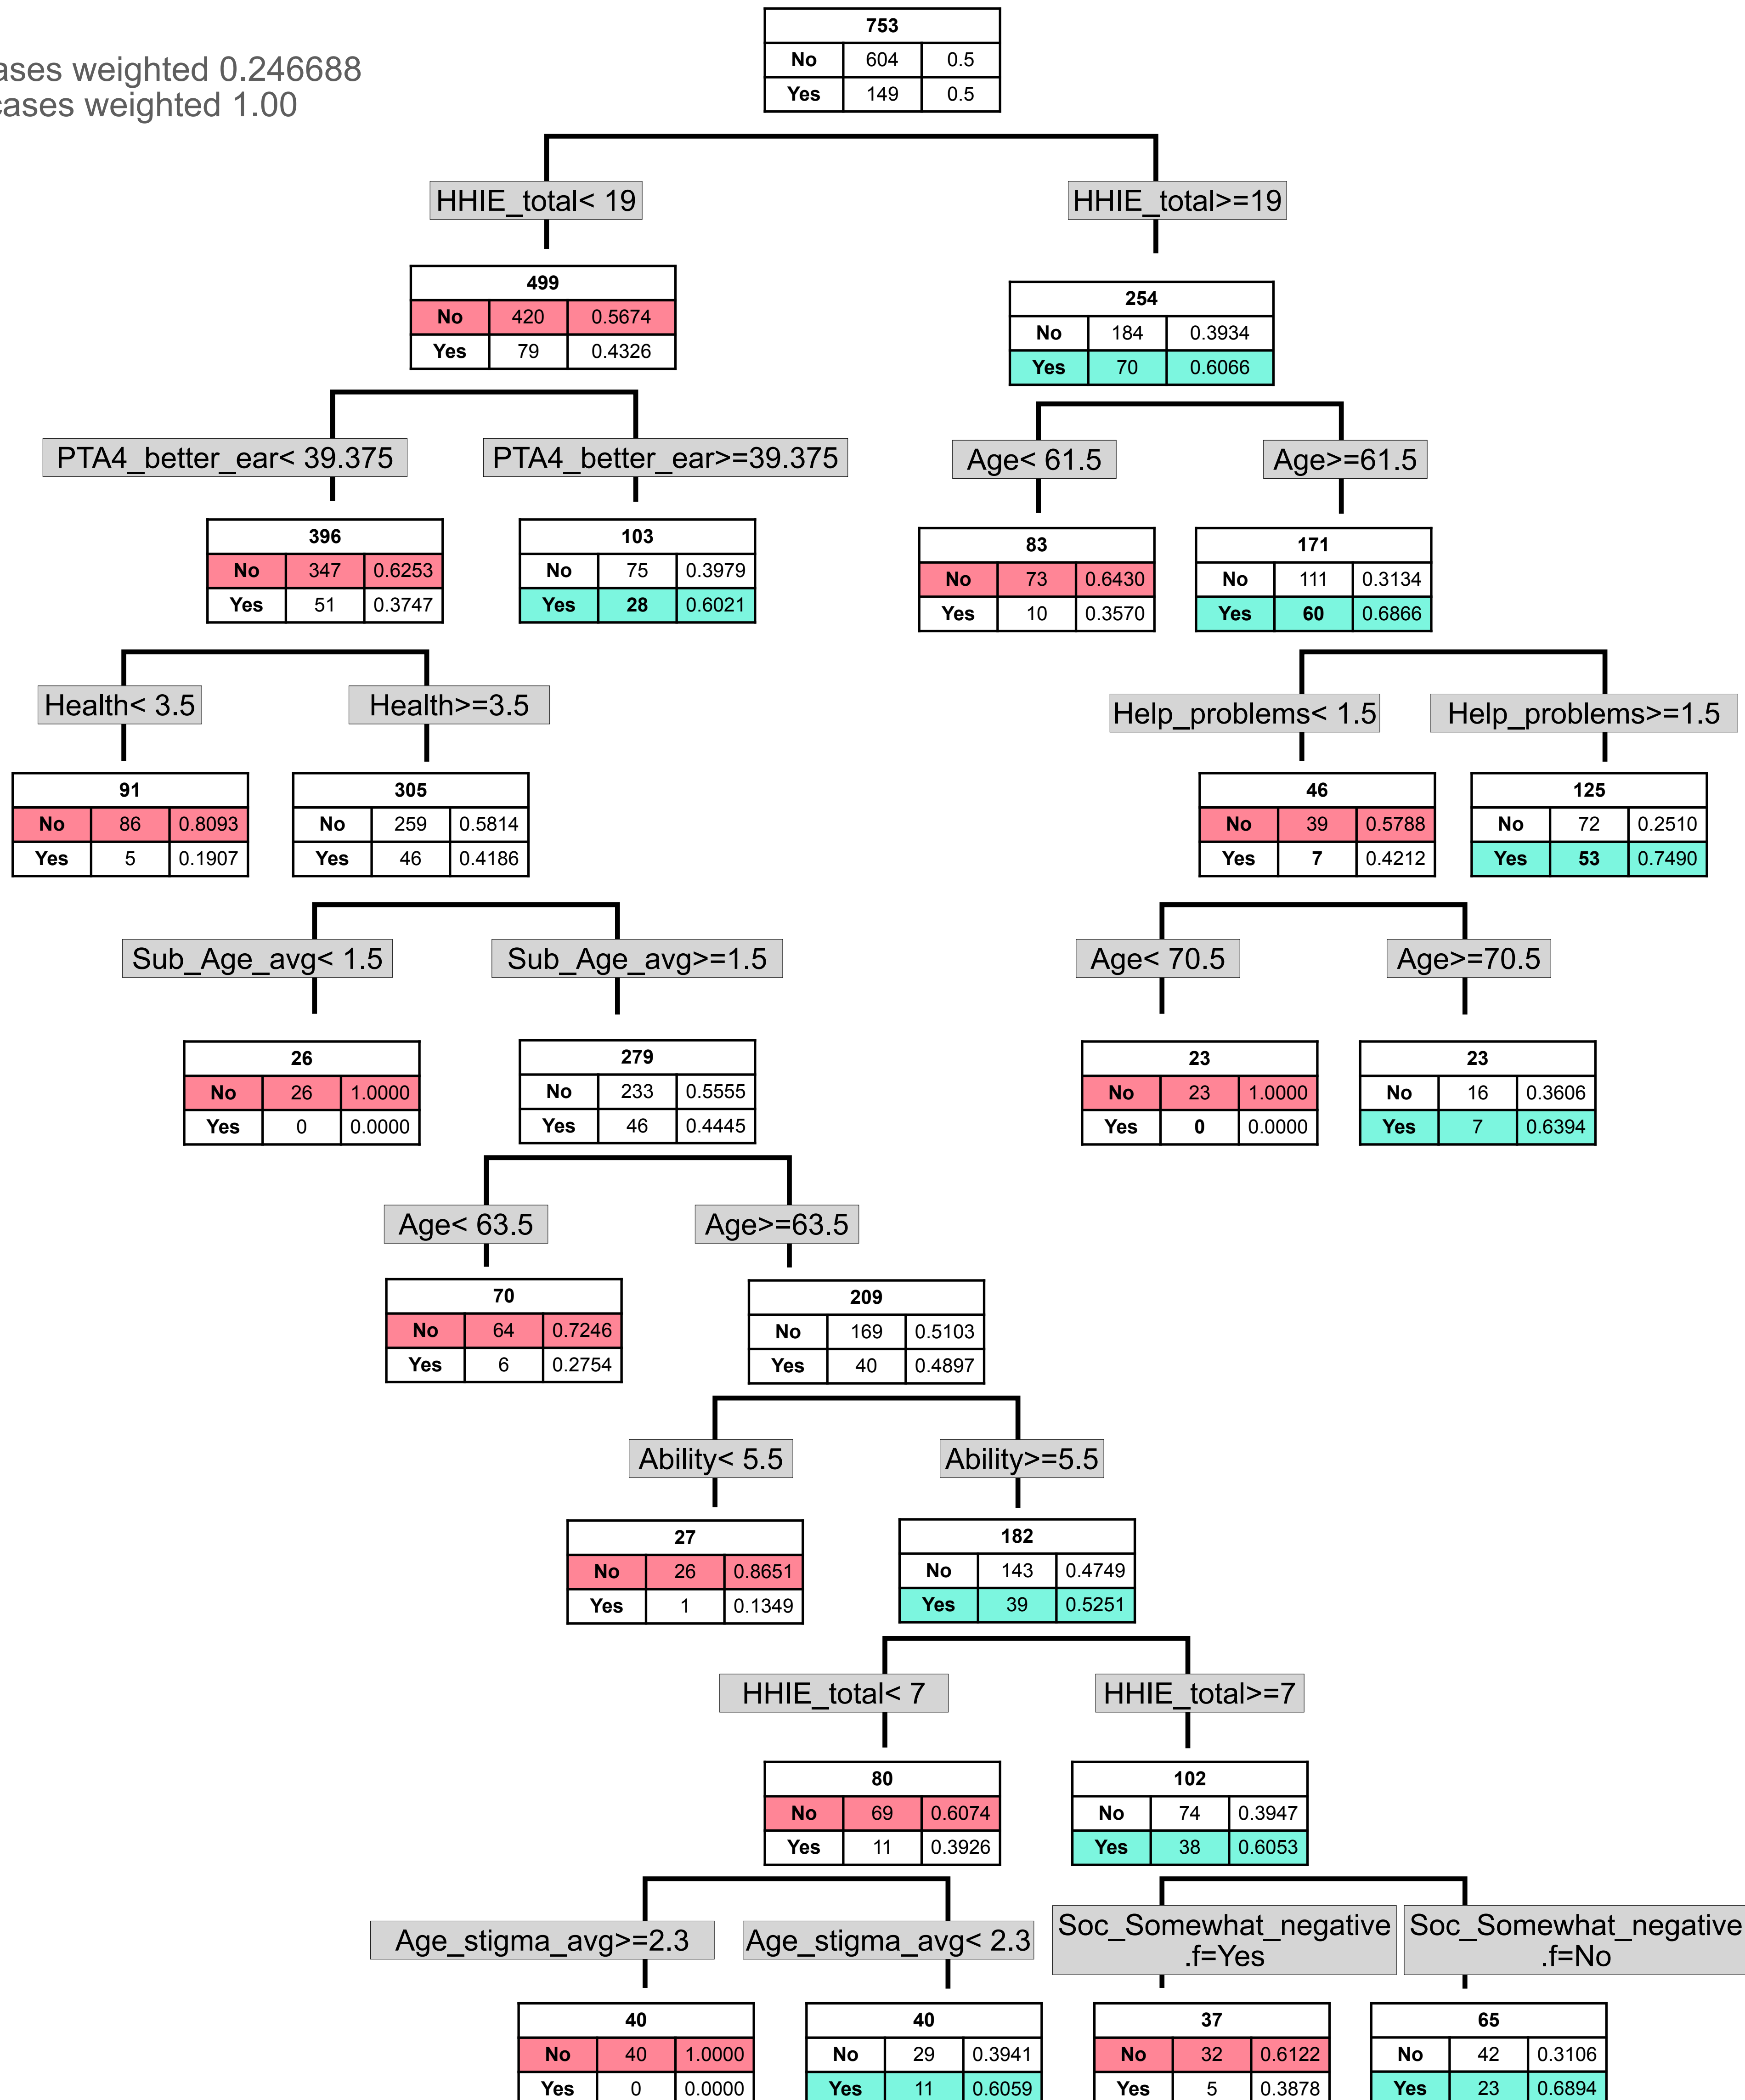 753
ases weighted 0.246688
cases weighted 1.00
No 604 0.5
Yes 149 0.5
HHIE_total< 19 HHIE_total>=19
499
No 420 0.5674
Yes 79 0.4326
254
No 184 0.3934
Yes 70 0.6066
PTA4_better_ear< 39.375 PTA4_better_ear>=39.375
Age< 61.5 Age>=61.5
396
No 347 0.6253
Yes 51 0.3747
103
No 75 0.3979
Yes 28 0.6021
83
No 73 0.6430
Yes 10 0.3570
171
No 111 0.3134
Yes 60 0.6866
Health< 3.5 Health>=3.5
Help_problems< 1.5 Help_problems>=1.5
91
No 86 0.8093
Yes 5 0.1907
305
No 259 0.5814
Yes 46 0.4186
46
No 39 0.5788
Yes 7 0.4212
125
No 72 0.2510
Yes 53 0.7490
Sub_Age_avg< 1.5 Sub_Age_avg>=1.5
Age< 70.5 Age>=70.5
26
No 26 1.0000
Yes 0 0.0000
279
No 233 0.5555
Yes 46 0.4445
23
No 23 1.0000
Yes 0 0.0000
23
No 16 0.3606
Yes 7 0.6394
Age< 63.5 Age>=63.5
70
No 64 0.7246
Yes 6 0.2754
209
No 169 0.5103
Yes 40 0.4897
Ability< 5.5 Ability>=5.5
27
No 26 0.8651
Yes 1 0.1349
182
No 143 0.4749
Yes 39 0.5251
HHIE_total< 7 HHIE_total>=7
80
No 69 0.6074
Yes 11 0.3926
102
No 74 0.3947
Yes 38 0.6053
Age_stigma_avg>=2.3 Age_stigma_avg< 2.3
Soc_Somewhat_negative
.f=Yes
Soc_Somewhat_negative
.f=No
40
No 40 1.0000
Yes 0 0.0000
40
No 29 0.3941
Yes 11 0.6059
37
No 32 0.6122
Yes 5 0.3878
65
No 42 0.3106
Yes 23 0.6894